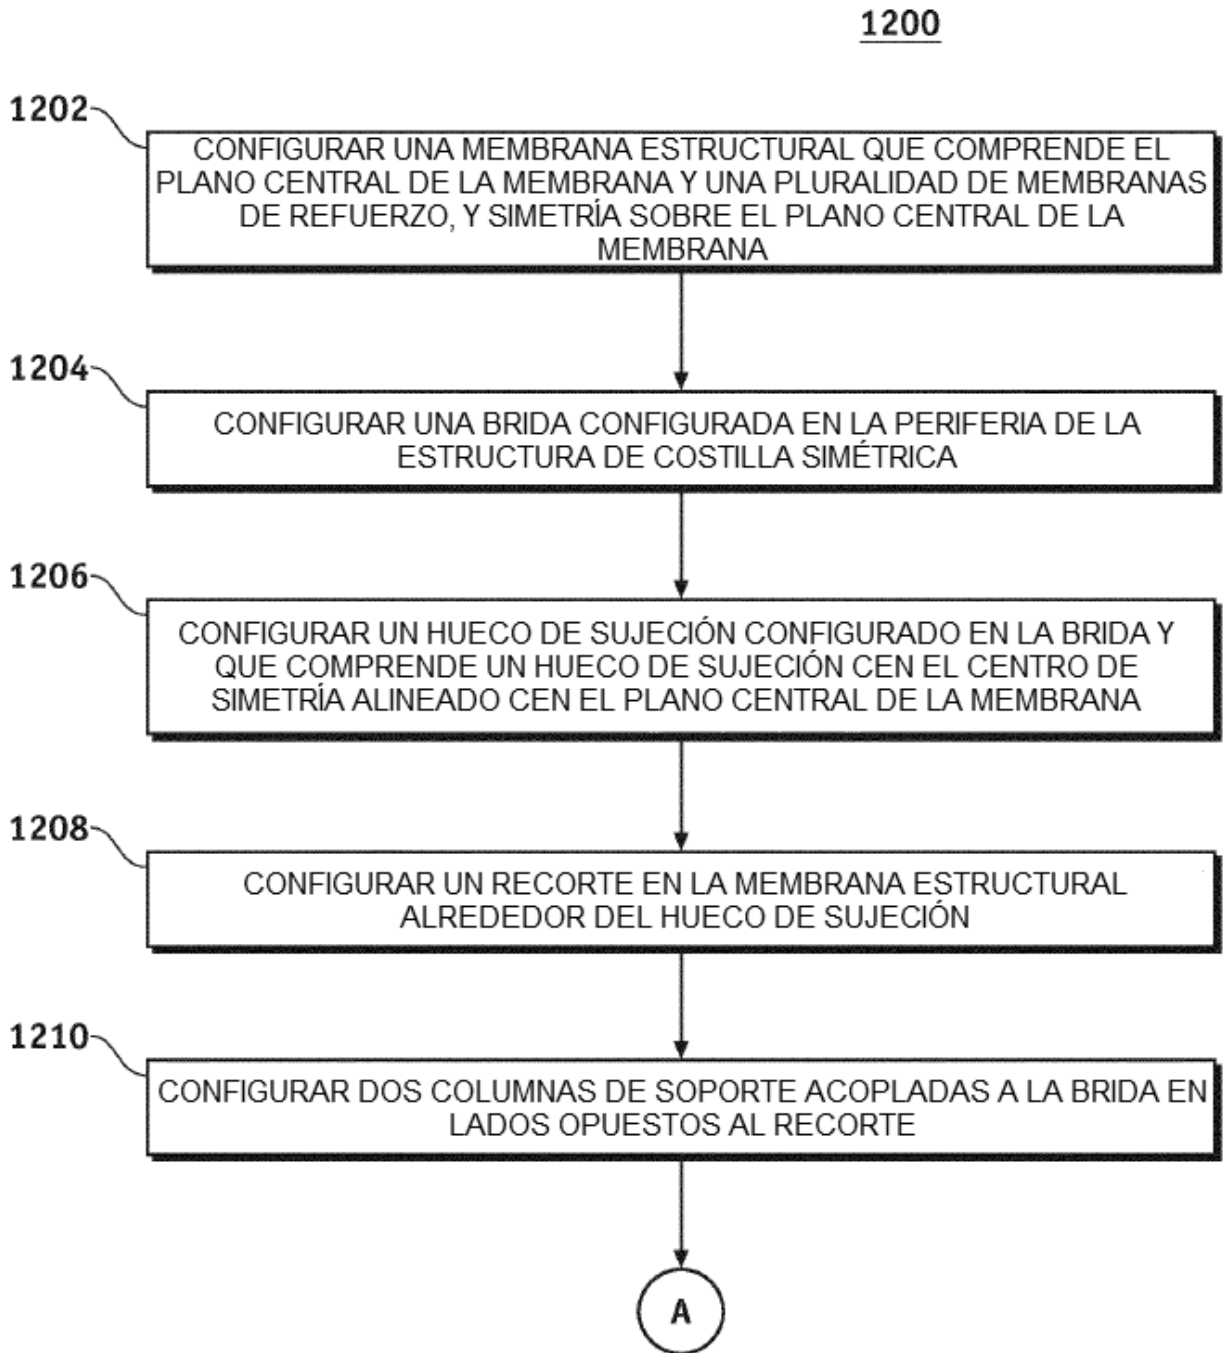 1200
1202
CONFIGURAR UNA MEMBRANA ESTRUCTURAL QUE COMPRENDE EL
PLANO CENTRAL DE LA MEMBRANA Y UNA PLURALIDAD DE MEMBRANAS
DE REFUERZO, Y SIMETRÍA SOBRE EL PLANO CENTRAL DE LA
MEMBRANA
1204
CONFIGURAR UNA BRIDA CONFIGURADA EN LA PERIFERIA DE LA
ESTRUCTURA DE COSTILLA SIMÉTRICA
1206
CONFIGURAR UN HUECO DE SUJECIÓN CONFIGURADO EN LA BRIDA Y
QUE COMPRENDE UN HUECO DE SUJECIÓN CEN EL CENTRO DE
SIMETRÍA ALINEADO CEN EL PLANO CENTRAL DE LA MEMBRANA
1208
CONFIGURAR UN RECORTE EN LA MEMBRANA ESTRUCTURAL
ALREDEDOR DEL HUECO DE SUJECIÓN
1210
CONFIGURAR DOS COLUMNAS DE SOPORTE ACOPLADAS A LA BRIDA EN
LADOS OPUESTOS AL RECORTE
A